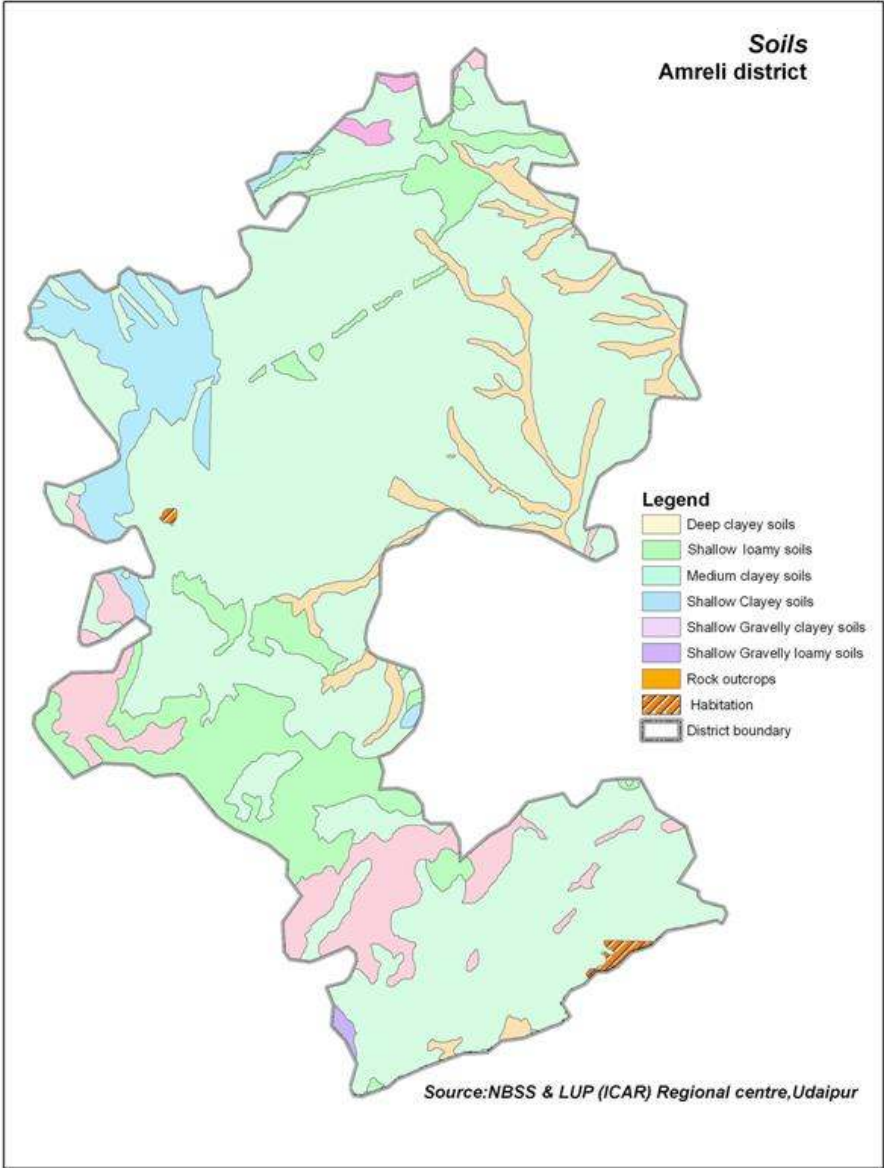 Soils
Amreli district
Legend
Deep clayey soils
Shallow loamy soils
Medium clayey soils
Shallow Clayey soils
Shallow Gravelly clayey soils
Shallow Gravelly loamy soils
Rock outcrops
Habitation
District boundary
Source:NBSS & LUP (ICAR) Regional centre,Udaipur